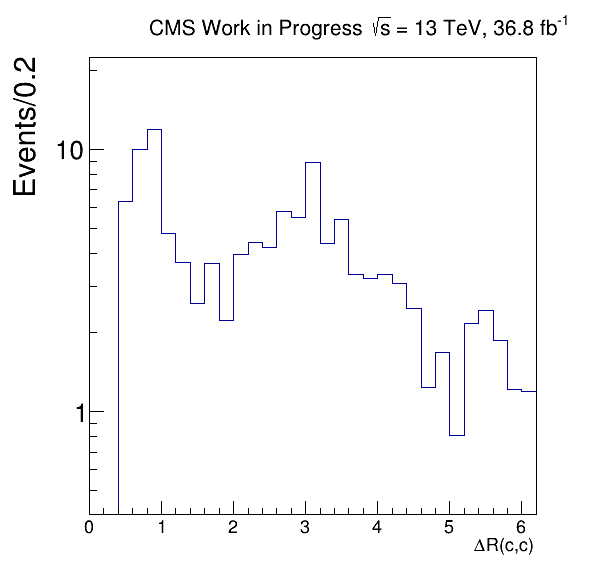 CMS Work in Progress √s = 13 TeV, 36.8 fb⁻¹
Events/0.2
10
1
0 1 2 3 4 5 6
ΔR(c,c)